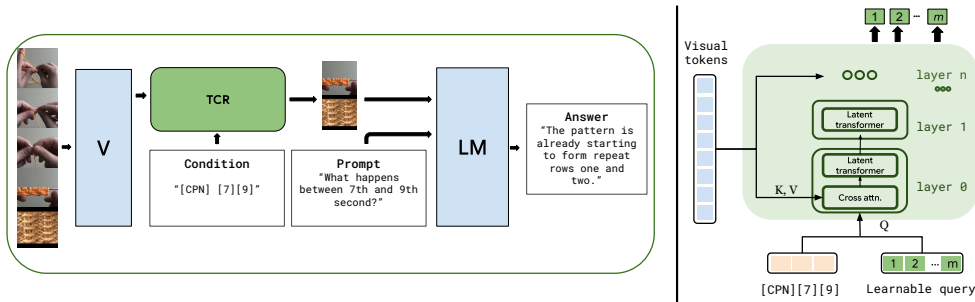 V
TCR
Condition
“[CPN] [7][9]”
Prompt
“What happens
between 7th and 9th
second?”
LM
Answer
“The pattern is
already starting
to form repeat
rows one and
two.”
Visual
tokens
1 2 ... m
layer n
Latent
transformer
layer 1
Latent
transformer
layer 0
K, V
Cross attn.
Q
1 2 ... m
[CPN][7][9]
Learnable query